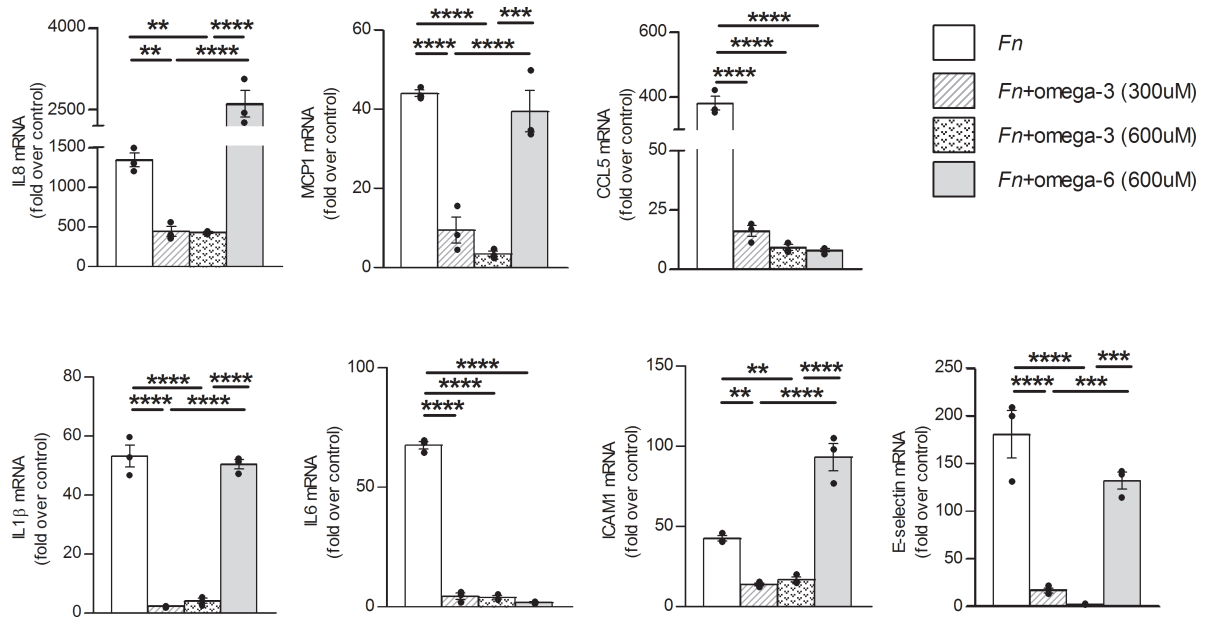 IL8 mRNA
(fold over control)
4000
2500
1500
1000
500
0
** ****
** ****
MCP1 mRNA
(fold over control)
60
40
20
0
**** ***
**** ****
CCL5 mRNA
(fold over control)
600
400
50
25
0
****
****
****
Fn
Fn+omega-3 (300uM)
Fn+omega-3 (600uM)
Fn+omega-6 (600uM)
IL1β mRNA
(fold over control)
80
60
40
20
0
**** ****
**** ****
IL6 mRNA
(fold over control)
100
50
0
****
****
****
ICAM1 mRNA
(fold over control)
150
100
50
0
** ****
** ****
E-selectin mRNA
(fold over control)
250
200
150
100
50
0
**** ***
**** ***